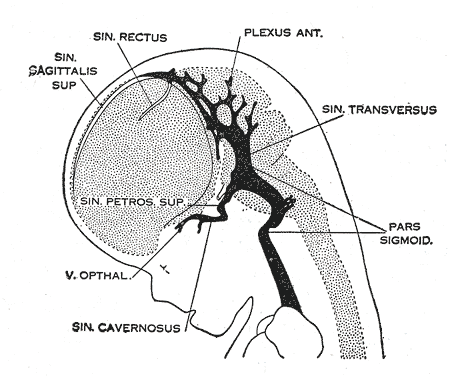 SIN. RECTUS
PLEXUS ANT.
SIN.
SAGITTALIS
SUP
SIN. TRANSVERSUS
SIN. PETROS. SUP.
PARS
SIGMOID.
V. OPTHAL.
SIN. CAVERNOSUS